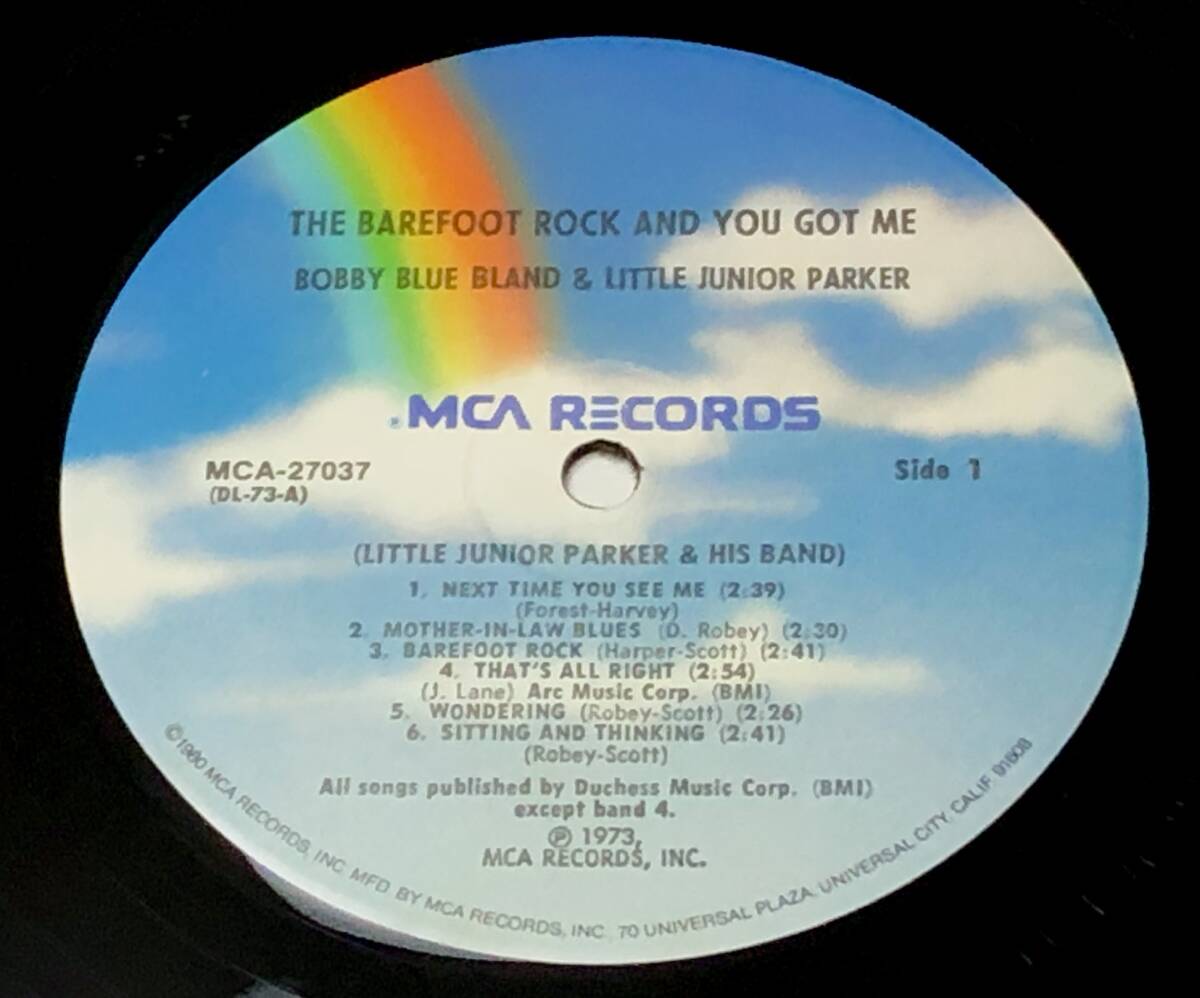 THE BAREFOOT ROCK AND YOU GOT ME
BOBBY BLUE BLAND & LITTLE JUNIOR PARKER
MCA RECORDS
MCA-27037
(DL-73-A)
Side 1
(LITTLE JUNIOR PARKER & HIS BAND)
1. NEXT TIME YOU SEE ME (2:39)
(Forest-Harvey)
2. MOTHER-IN-LAW BLUES (D. Robey) (2:30)
3. BAREFOOT ROCK (Harper-Scott) (2:41)
4. THAT'S ALL RIGHT (2:54)
(J. Lane) Arc Music Corp. (BMI)
5. WONDERING (Robey-Scott) (2:26)
6. SITTING AND THINKING (2:41)
(Robey-Scott)
All songs published by Duchess Music Corp. (BMI)
except band 4.
℗ 1973,
MCA RECORDS, INC.
©1980 MCA RECORDS, INC. MFD. BY MCA RECORDS, INC., 70 UNIVERSAL PLAZA, UNIVERSAL CITY, CALIF. 91608